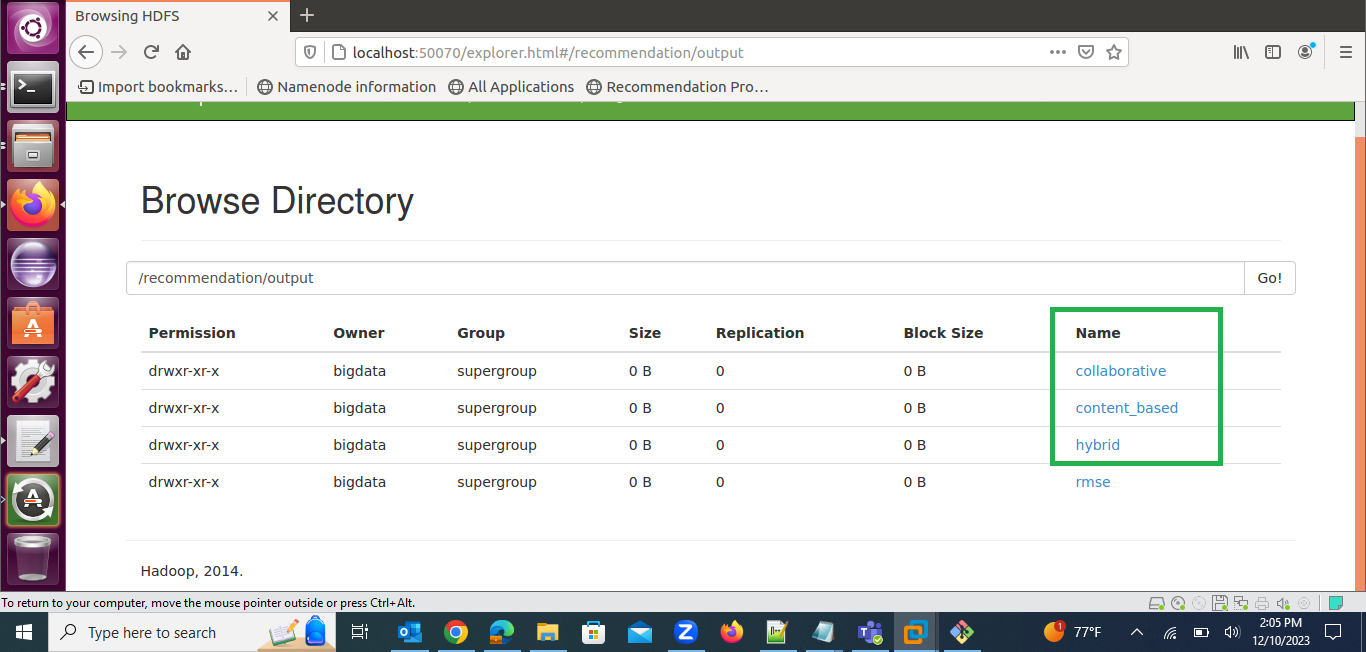 Browsing HDFS
localhost:50070/explorer.html#/recommendation/output
Import bookmarks… Namenode information All Applications Recommendation Pro…
Browse Directory
/recommendation/output Go!
Permission Owner Group Size Replication Block Size Name
drwxr-xr-x bigdata supergroup 0 B 0 0 B collaborative
drwxr-xr-x bigdata supergroup 0 B 0 0 B content_based
drwxr-xr-x bigdata supergroup 0 B 0 0 B hybrid
drwxr-xr-x bigdata supergroup 0 B 0 0 B rmse
Hadoop, 2014.
To return to your computer, move the mouse pointer outside or press Ctrl+Alt.
Type here to search
1 77°F
2:05 PM
12/10/2023